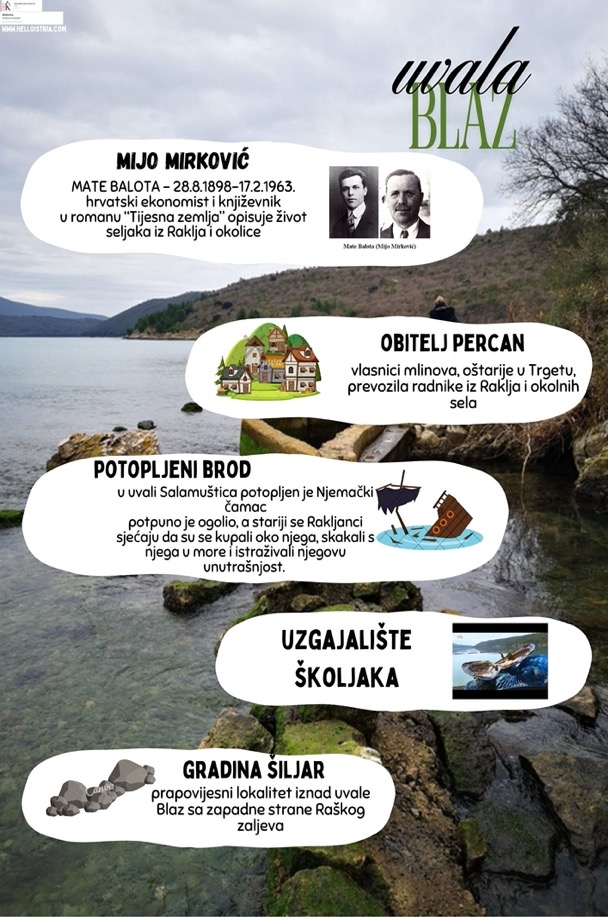 WWW.HELLOISTRIA.COM
uvala
BLAZ
MIJO MIRKOVIĆ
MATE BALOTA – 28.8.1898–17.2.1963.
hrvatski ekonomist i književnik
u romanu "Tijesna zemlja" opisuje život
seljaka iz Raklja i okolice
Mate Balota (Mijo Mirković)
OBITELJ PERCAN
vlasnici mlinova, oštarije u Trgetu,
prevozila radnike iz Raklja i okolnih
sela
POTOPLJENI BROD
u uvali Salamuštica potopljen je Njemački
čamac
potpuno je ogolio, a stariji se Rakljanci
sjećaju da su se kupali oko njega, skakali s
njega u more i istraživali njegovu
unutrašnjost.
UZGAJALIŠTE
ŠKOLJAKA
GRADINA ŠILJAR
Canva
prapovijesni lokalitet iznad uvale
Blaz sa zapadne strane Raškog
zaljeva